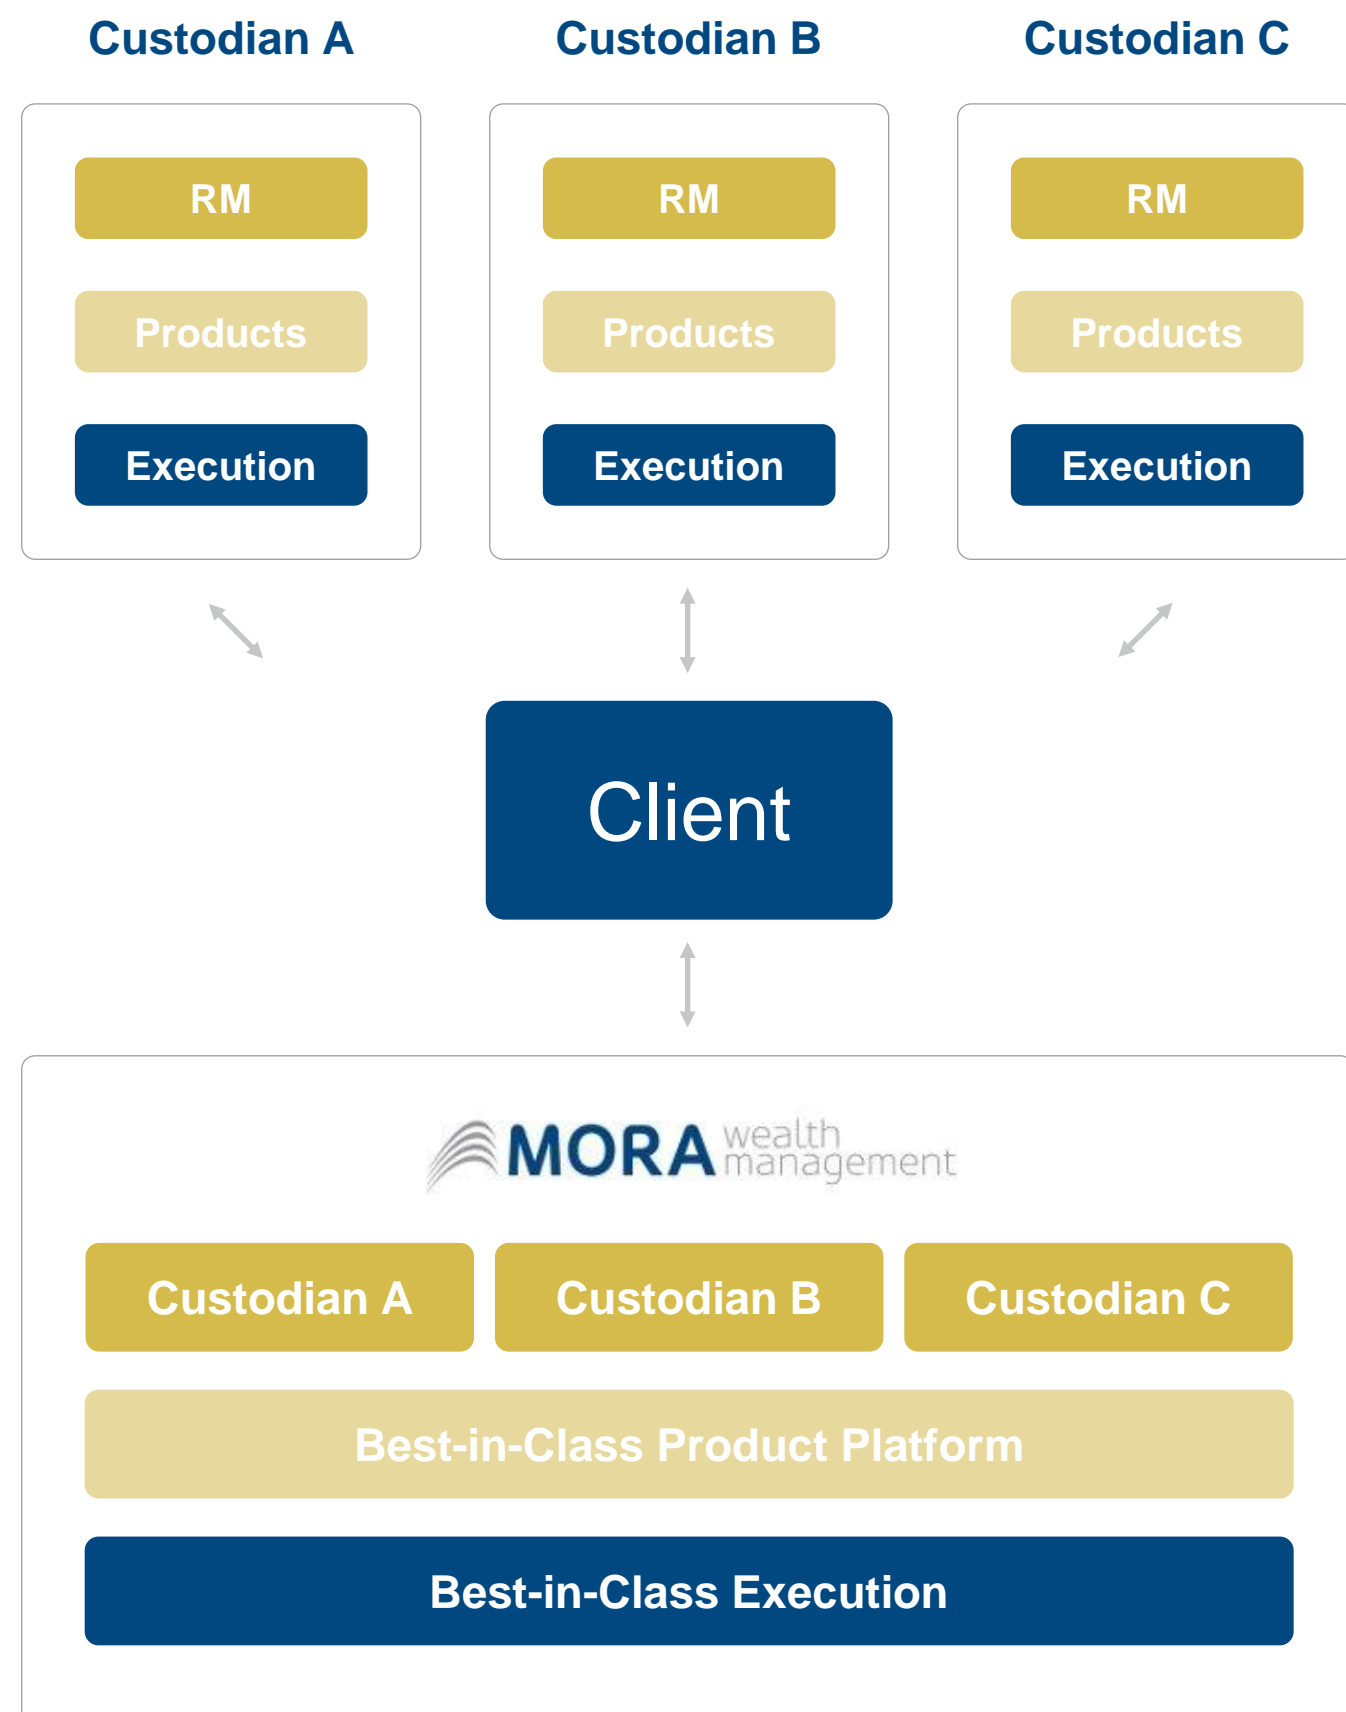 Custodian A Custodian B Custodian C
RM RM RM
Products Products Products
Execution Execution Execution
Client
MORA wealth
management
Custodian A Custodian B Custodian C
Best-in-Class Product Platform
Best-in-Class Execution